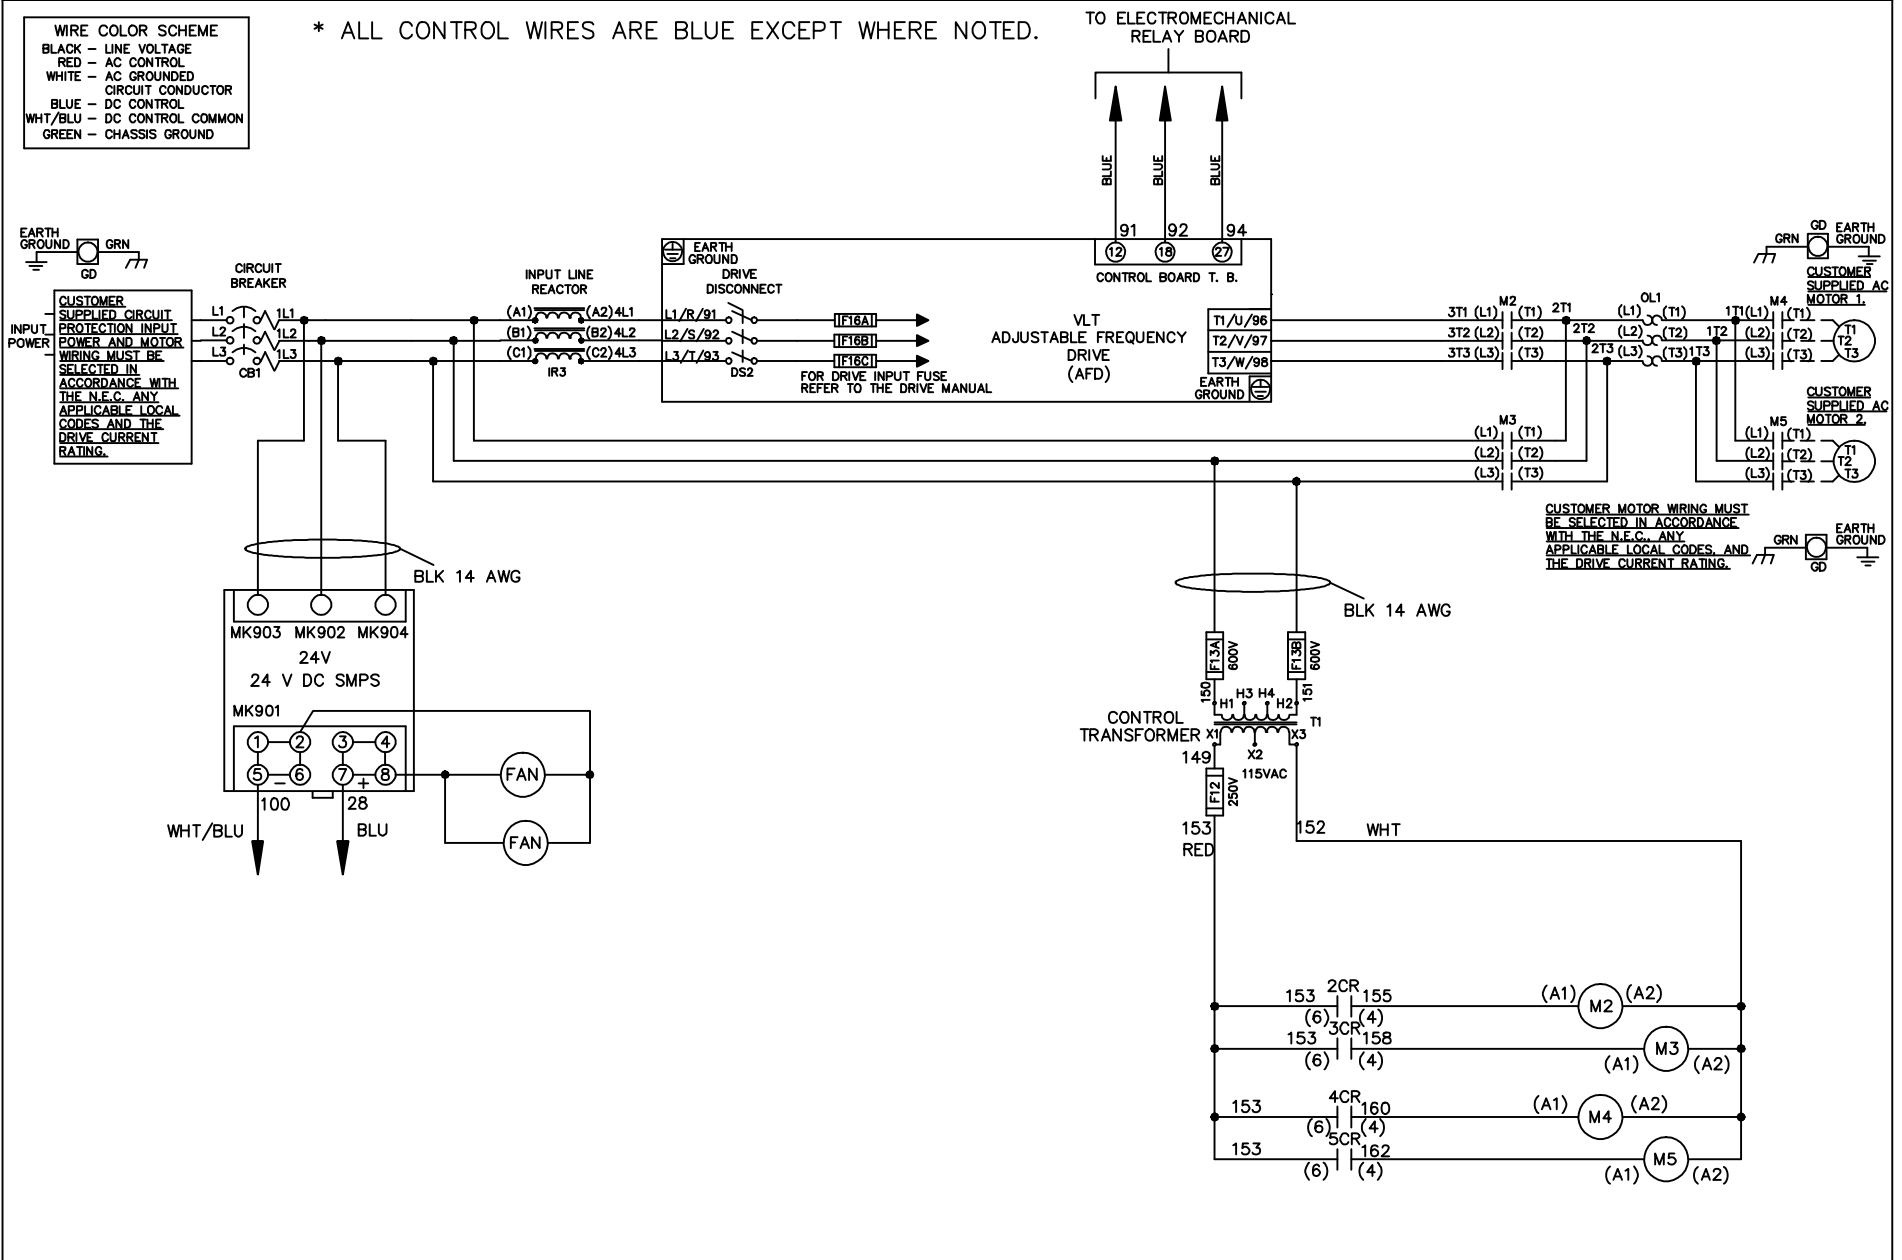 WIRE COLOR SCHEME
BLACK – LINE VOLTAGE
RED – AC CONTROL
WHITE – AC GROUNDED
CIRCUIT CONDUCTOR
BLUE – DC CONTROL
WHT/BLU – DC CONTROL COMMON
GREEN – CHASSIS GROUND
* ALL CONTROL WIRES ARE BLUE EXCEPT WHERE NOTED.
TO ELECTROMECHANICAL
RELAY BOARD
BLUE
BLUE
BLUE
91 92 94
12 18 27
CONTROL BOARD T. B.
EARTH
GROUND
GRN
GD
CUSTOMER
SUPPLIED CIRCUIT
PROTECTION INPUT
POWER AND MOTOR
WIRING MUST BE
SELECTED IN
ACCORDANCE WITH
THE N.E.C. ANY
APPLICABLE LOCAL
CODES AND THE
DRIVE CURRENT
RATING.
INPUT
POWER
CIRCUIT
BREAKER
L1 1L1
L2 1L2
L3 1L3
CB1
INPUT LINE
REACTOR
(A1) (A2) 4L1
(B1) (B2) 4L2
(C1) (C2) 4L3
IR3
EARTH
GROUND
DRIVE
DISCONNECT
L1/R/91
L2/S/92
L3/T/93
DS2
F16A
F16B
F16C
FOR DRIVE INPUT FUSE
REFER TO THE DRIVE MANUAL
VLT
ADJUSTABLE FREQUENCY
DRIVE
(AFD)
T1/U/96
T2/V/97
T3/W/98
EARTH
GROUND
M2
3T1 (L1) (T1) 2T1
3T2 (L2) (T2) 2T2
3T3 (L3) (T3) 2T3
OL1
(L1) (T1) 1T1
(L2) (T2) 1T2
(L3) (T3) 1T3
M4
(L1) (T1)
(L2) (T2)
(L3) (T3)
T1
T2
T3
GD
GRN
EARTH
GROUND
CUSTOMER
SUPPLIED AC
MOTOR 1.
M3
(L1) (T1)
(L2) (T2)
(L3) (T3)
CUSTOMER
SUPPLIED AC
MOTOR 2.
M5
(L1) (T1)
(L2) (T2)
(L3) (T3)
T1
T2
T3
CUSTOMER MOTOR WIRING MUST
BE SELECTED IN ACCORDANCE
WITH THE N.E.C., ANY
APPLICABLE LOCAL CODES, AND
THE DRIVE CURRENT RATING.
GRN
GD
EARTH
GROUND
BLK 14 AWG
MK903 MK902 MK904
24V
24 V DC SMPS
MK901
1 2 3 4
5 6 7 8
– +
100 28
WHT/BLU
BLU
FAN
FAN
BLK 14 AWG
F13A
600V
F13B
600V
150
151
H1 H3 H4 H2
T1
CONTROL
TRANSFORMER
X1 X2 X3
149
115VAC
F12
250V
153
RED
152 WHT
153 2CR 155 (A1) M2 (A2)
(6) (4)
153 3CR 158 M3
(6) (4) (A1) (A2)
153 4CR 160 (A1) M4 (A2)
(6) (4)
153 5CR 162 M5
(6) (4) (A1) (A2)